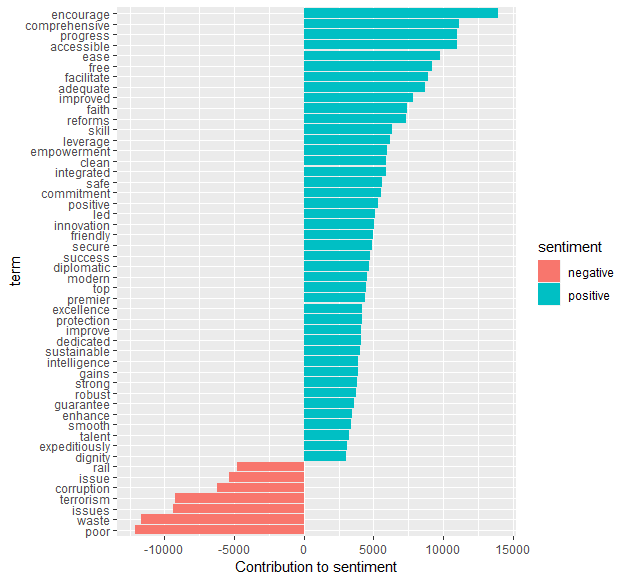 encourage
comprehensive
progress
accessible
ease
free
facilitate
adequate
improved
faith
reforms
skill
leverage
empowerment
clean
integrated
safe
commitment
positive
led
innovation
friendly
secure
success
diplomatic
modern
top
premier
excellence
protection
improve
dedicated
sustainable
intelligence
gains
strong
robust
guarantee
enhance
smooth
talent
expeditiously
dignity
rail
issue
corruption
terrorism
issues
waste
poor
term
-10000 -5000 0 5000 10000 15000
Contribution to sentiment
sentiment
negative
positive